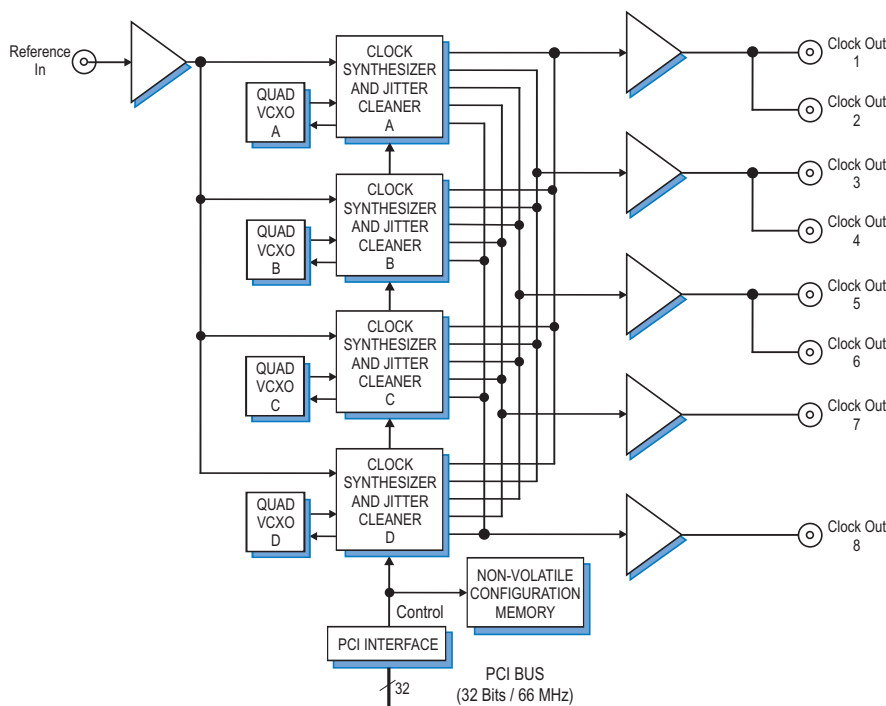 Reference
In
CLOCK
SYNTHESIZER
AND JITTER
CLEANER
A
QUAD
VCXO
A
CLOCK
SYNTHESIZER
AND JITTER
CLEANER
B
QUAD
VCXO
B
CLOCK
SYNTHESIZER
AND JITTER
CLEANER
C
QUAD
VCXO
C
CLOCK
SYNTHESIZER
AND JITTER
CLEANER
D
QUAD
VCXO
D
Clock Out
1
Clock Out
2
Clock Out
3
Clock Out
4
Clock Out
5
Clock Out
6
Clock Out
7
Clock Out
8
NON-VOLATILE
CONFIGURATION
MEMORY
Control
PCI INTERFACE
32
PCI BUS
(32 Bits / 66 MHz)